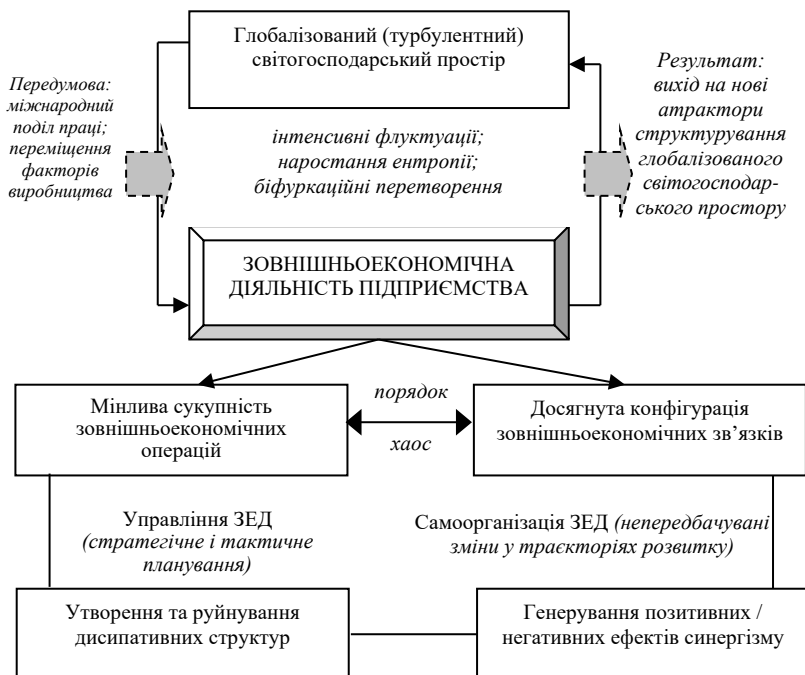 Глобалізований (турбулентний)
світогосподарський простір
Передумова:
міжнародний
поділ праці;
переміщення
факторів
виробництва
інтенсивні флуктуації;
наростання ентропії;
біфуркаційні перетворення
Результат:
вихід на нові
атрактори
структурування
глобалізованого
світогосподар-
ського простору
ЗОВНІШНЬОЕКОНОМІЧНА
ДІЯЛЬНІСТЬ ПІДПРИЄМСТВА
Мінлива сукупність
зовнішньоекономічних
операцій
порядок
хаос
Досягнута конфігурація
зовнішньоекономічних зв’язків
Управління ЗЕД
(стратегічне і тактичне
планування)
Самоорганізація ЗЕД (непередбачувані
зміни у траєкторіях розвитку)
Утворення та руйнування
дисипативних структур
Генерування позитивних /
негативних ефектів синергізму